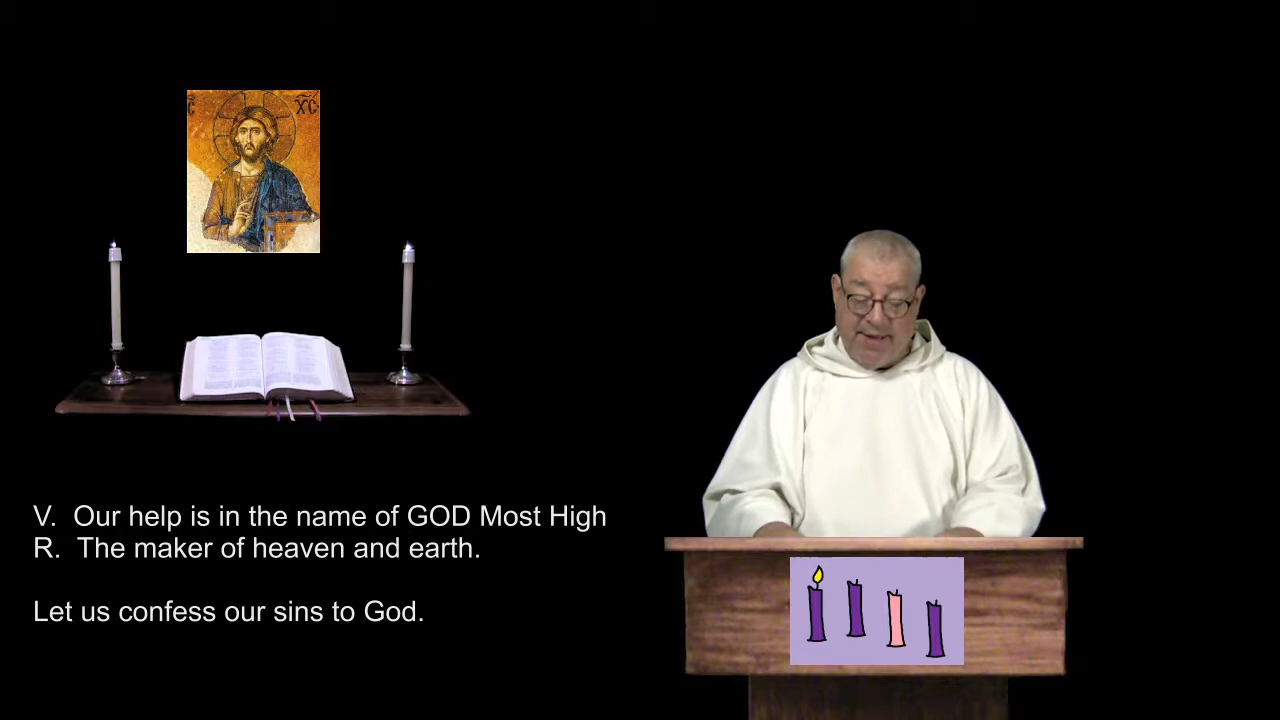 XC
V.  Our help is in the name of GOD Most High
R.  The maker of heaven and earth.
Let us confess our sins to God.